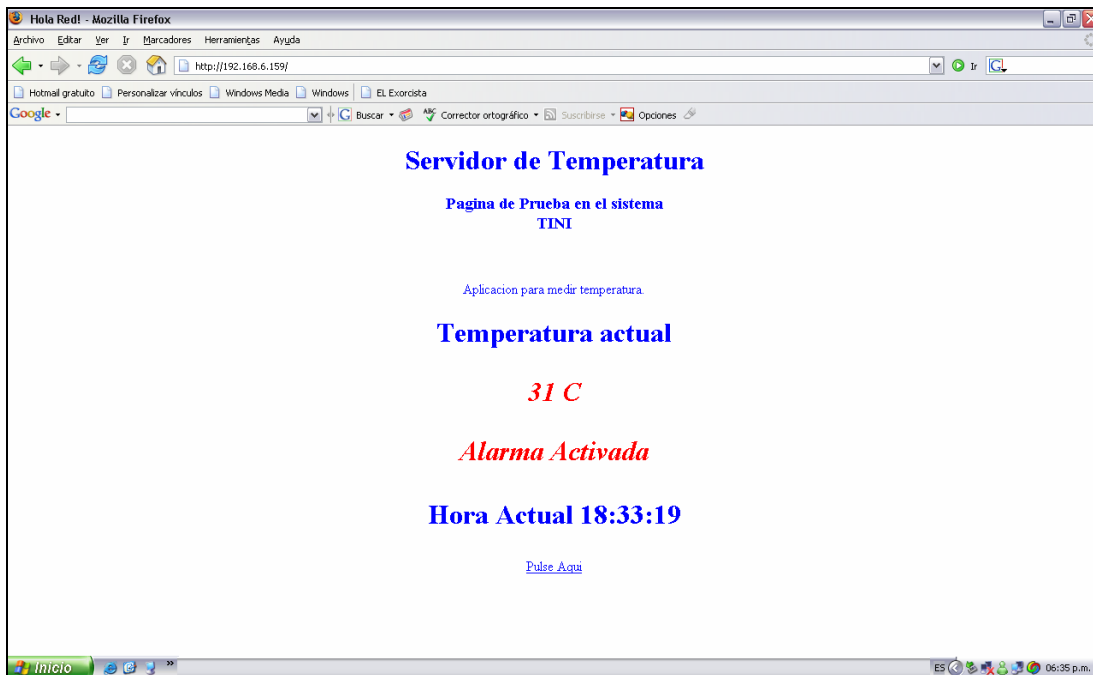 Hola Red! - Mozilla Firefox
Archivo Editar Ver Ir Marcadores Herramientas Ayuda
http://192.168.6.159/ Ir
Hotmail gratuito Personalizar vínculos Windows Media Windows EL Exorcista
Google Buscar ABC Corrector ortográfico Suscribirse Opciones
Servidor de Temperatura
Pagina de Prueba en el sistema
TINI
Aplicacion para medir temperatura.
Temperatura actual
31 C
Alarma Activada
Hora Actual 18:33:19
Pulse Aqui
Inicio ES 06:35 p.m.